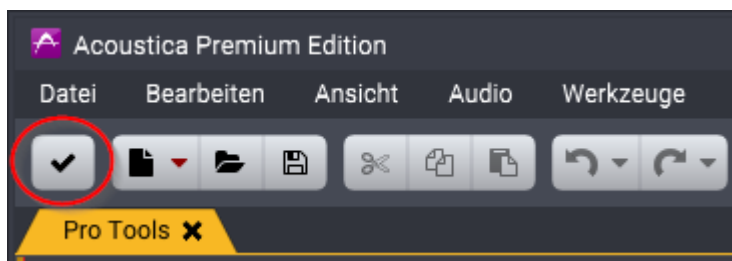 Acoustica Premium Edition
Datei Bearbeiten Ansicht Audio Werkzeuge
Pro Tools